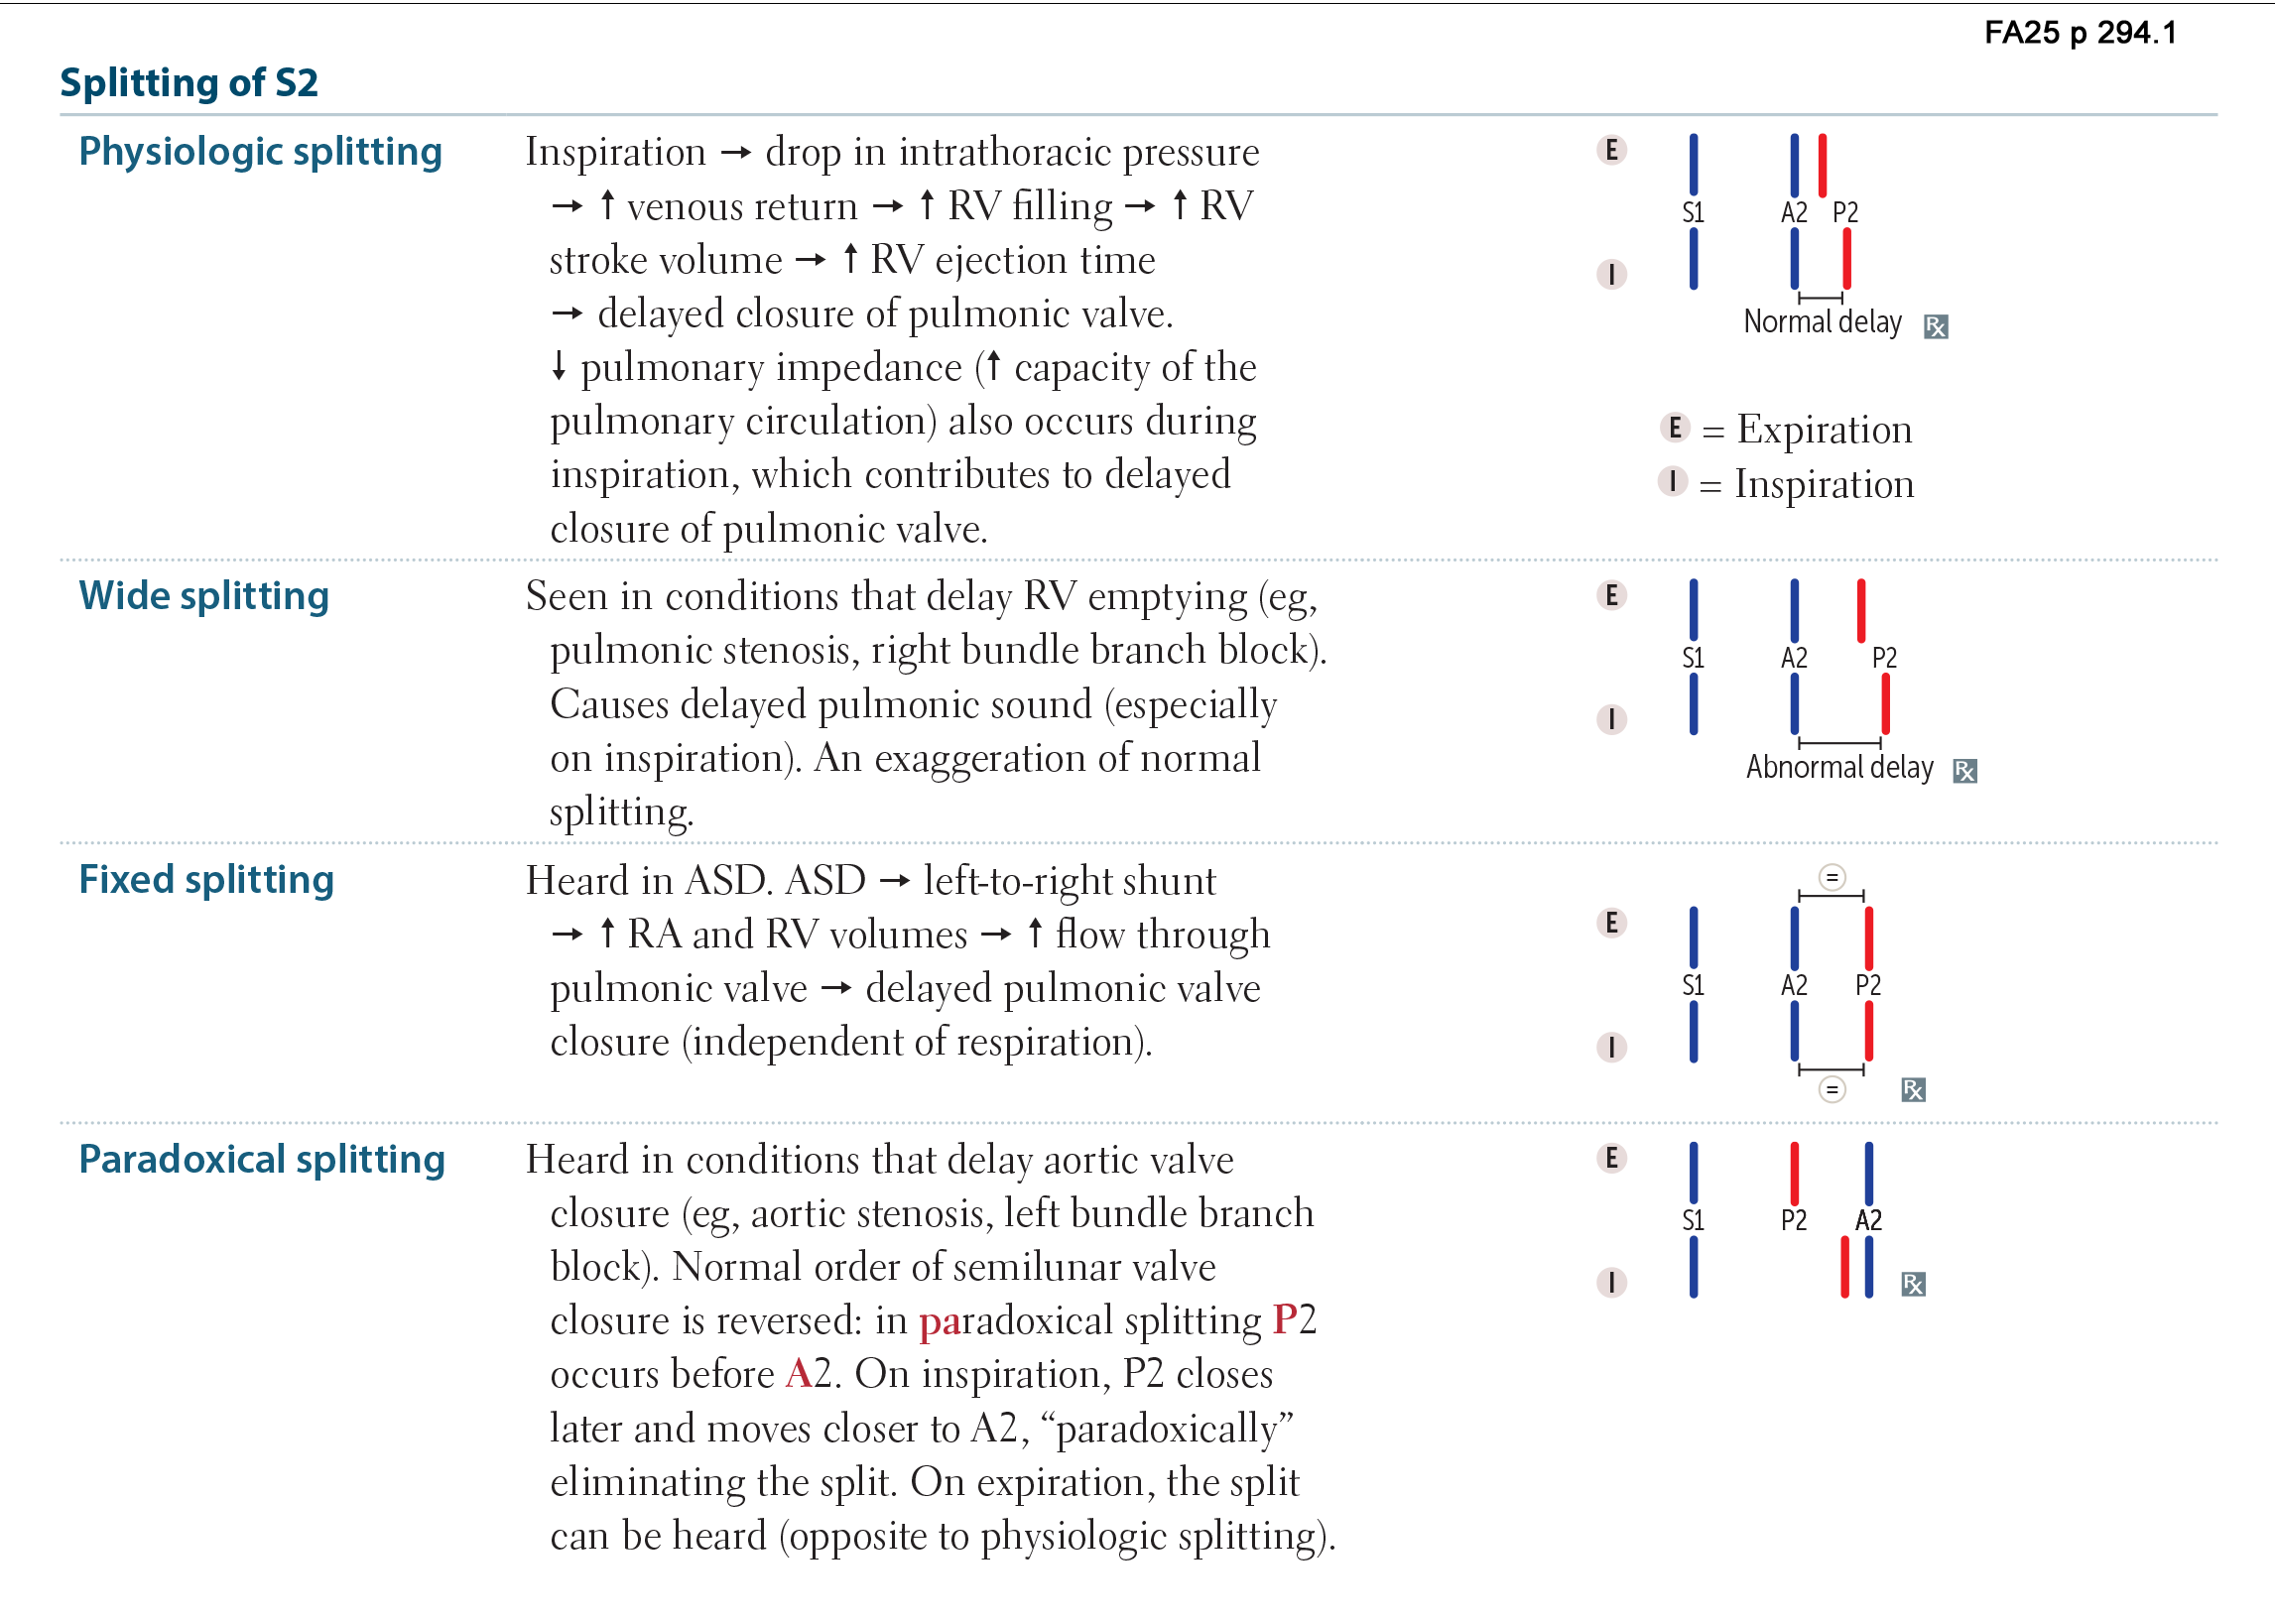 FA25 p 294.1
Splitting of S2
Physiologic splitting
Inspiration → drop in intrathoracic pressure
→ ↑ venous return → ↑ RV filling → ↑ RV
stroke volume → ↑ RV ejection time
→ delayed closure of pulmonic valve.
↓ pulmonary impedance (↑ capacity of the
pulmonary circulation) also occurs during
inspiration, which contributes to delayed
closure of pulmonic valve.
E
S1 A2 P2
I
Normal delay ℞
E = Expiration
I = Inspiration
Wide splitting
Seen in conditions that delay RV emptying (eg,
pulmonic stenosis, right bundle branch block).
Causes delayed pulmonic sound (especially
on inspiration). An exaggeration of normal
splitting.
E
S1 A2 P2
I
Abnormal delay ℞
Fixed splitting
Heard in ASD. ASD → left-to-right shunt
→ ↑ RA and RV volumes → ↑ flow through
pulmonic valve → delayed pulmonic valve
closure (independent of respiration).
=
E
S1 A2 P2
I
= ℞
Paradoxical splitting
Heard in conditions that delay aortic valve
closure (eg, aortic stenosis, left bundle branch
block). Normal order of semilunar valve
closure is reversed: in paradoxical splitting P2
occurs before A2. On inspiration, P2 closes
later and moves closer to A2, “paradoxically”
eliminating the split. On expiration, the split
can be heard (opposite to physiologic splitting).
E
S1 P2 A2
I ℞